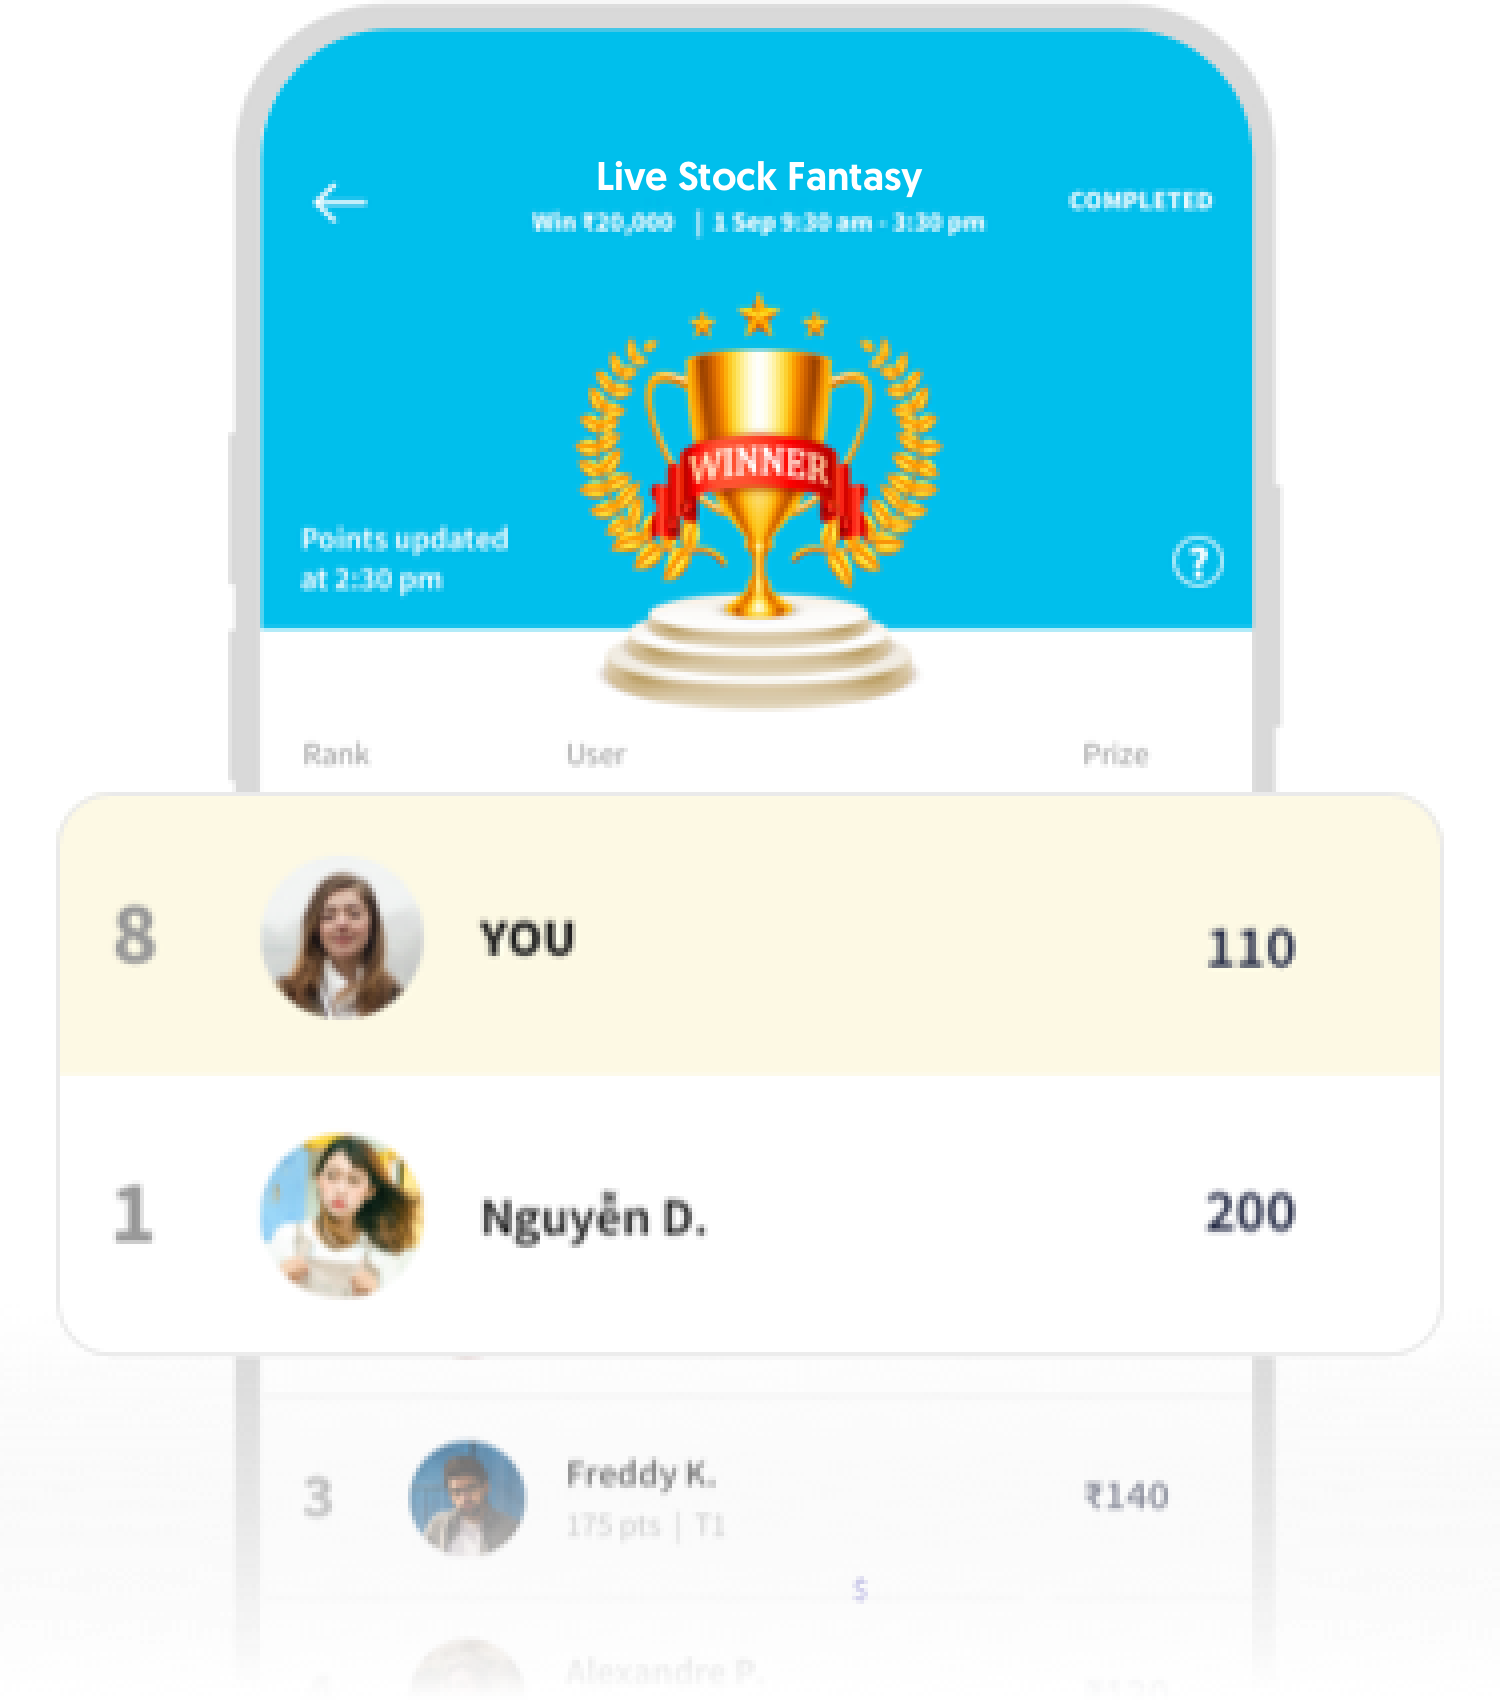 Live Stock Fantasy
COMPLETED
Win ₹20,000 | 1 Sep 9:30 am - 3:30 pm
WINNER
Points updated
at 2:30 pm
?
Rank User Prize
8 YOU 110
1 Nguyễn D. 200
3 Freddy K. ₹140
175 pts | T1
$
Alexandre P.